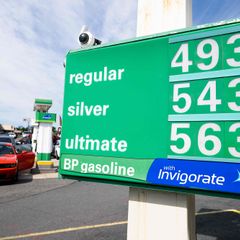 regular 493
silver 543
ultimate 563
BP gasoline with Invigorate